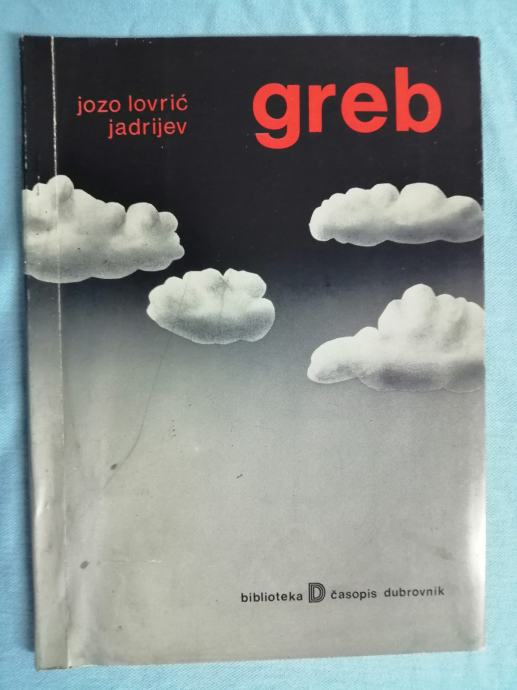 jozo lovrić
jadrijev
greb
biblioteka D časopis dubrovnik